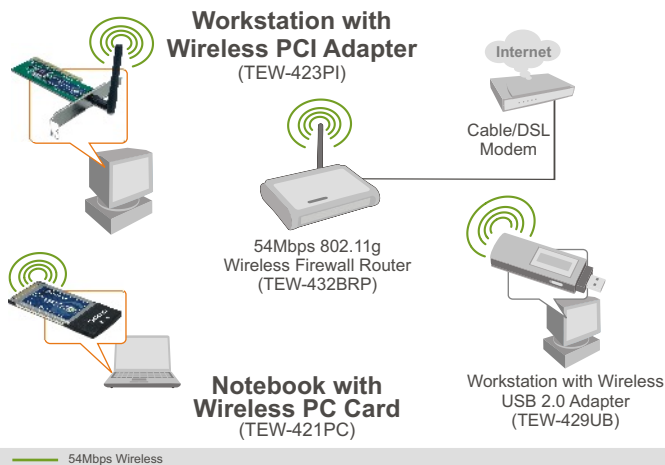 Workstation with
Wireless PCI Adapter
(TEW-423PI)
Internet
Cable/DSL
Modem
54Mbps 802.11g
Wireless Firewall Router
(TEW-432BRP)
Notebook with
Wireless PC Card
(TEW-421PC)
Workstation with Wireless
USB 2.0 Adapter
(TEW-429UB)
54Mbps Wireless